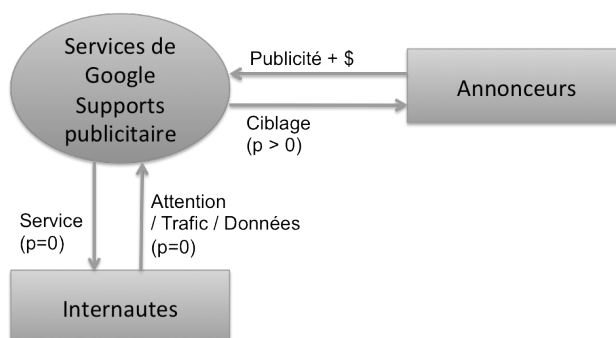 Services de
Google
Supports
publicitaire
Publicité + $
Annonceurs
Ciblage
(p > 0)
Attention
/ Trafic / Données
(p=0)
Service
(p=0)
Internautes